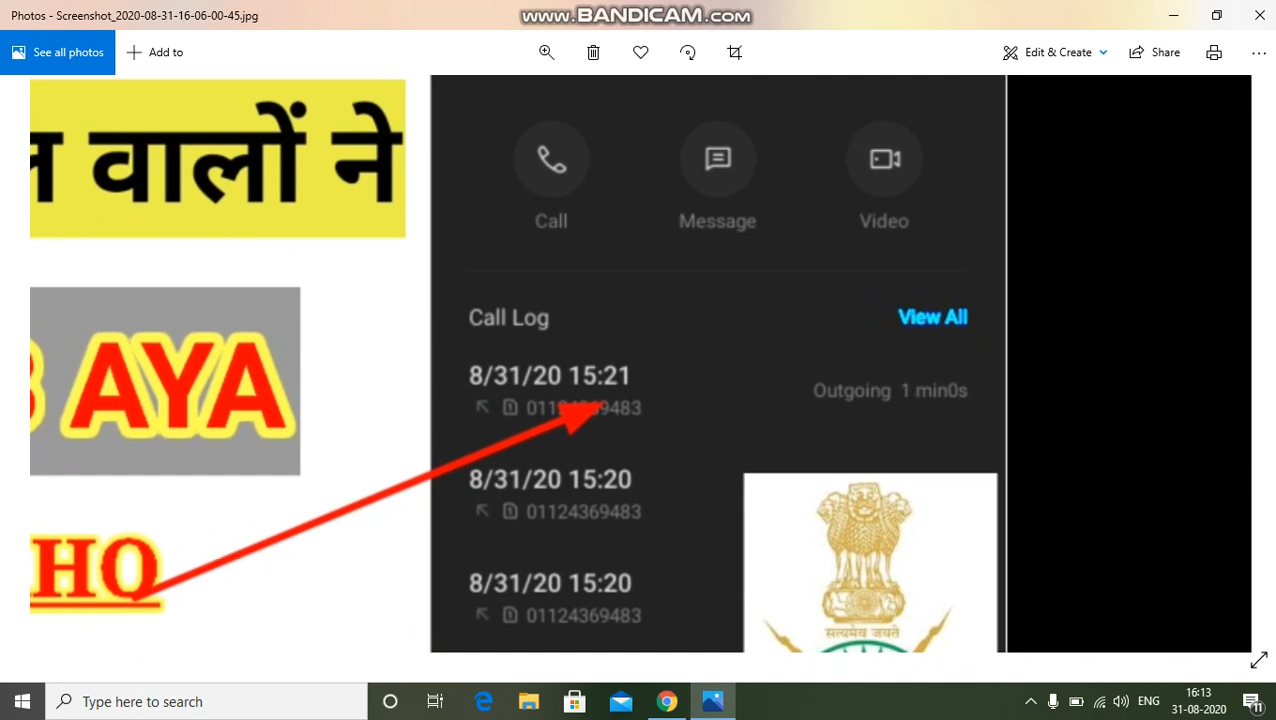 Photos - Screenshot_2020-08-31-16-06-00-45.jpg
www.BANDICAM.com
See all photos
Add to
Edit & Create
Share
वालों ने
Call
Message
Video
Call Log
View All
AYA
8/31/20 15:21
Outgoing 1 min0s
8/31/20 15:20
01124369483
HO
8/31/20 15:20
01124369483
सत्यमेव जयते
Type here to search
ENG
16:13
31-08-2020
11